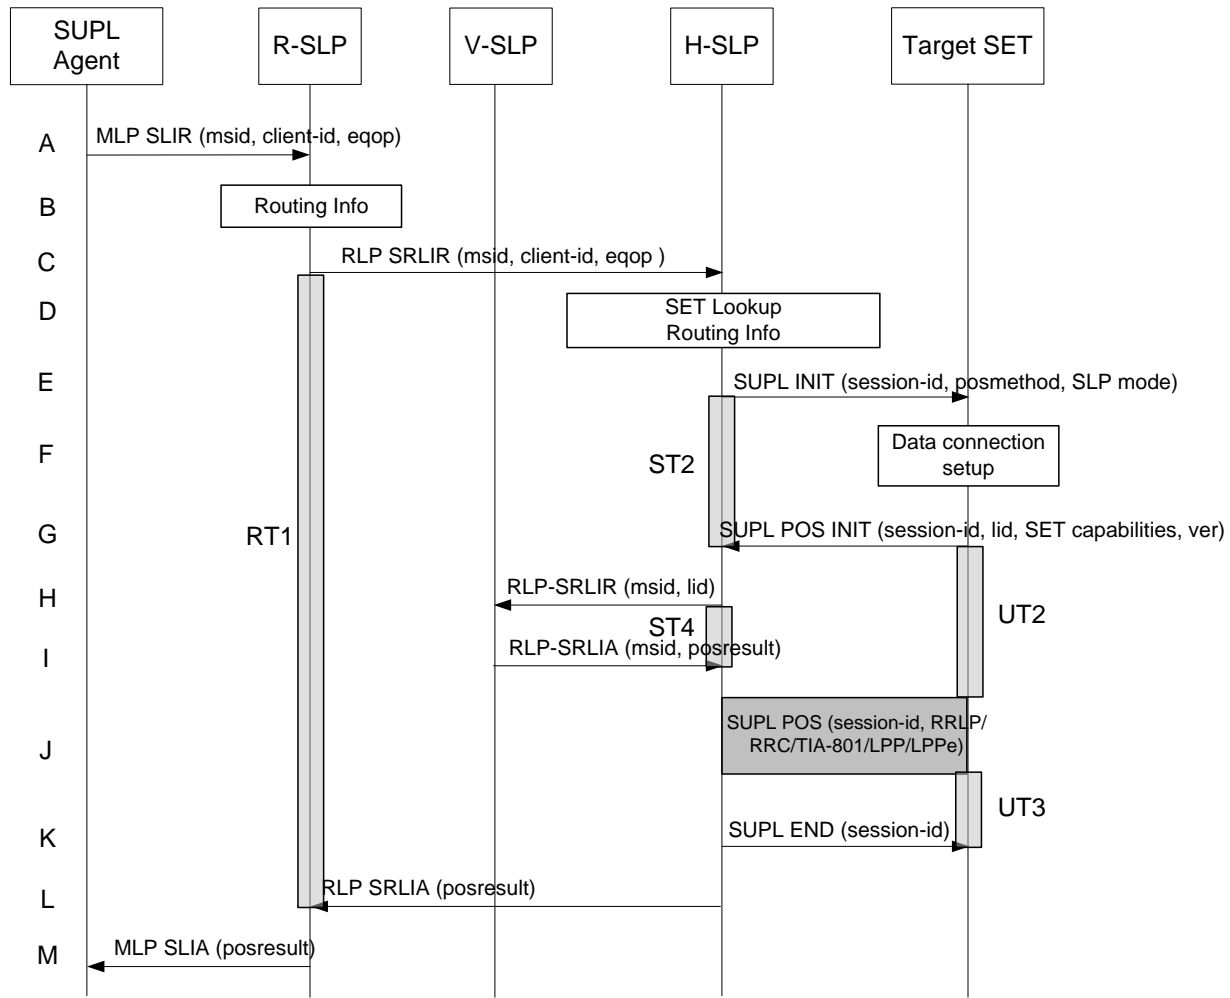 SUPL
Agent
R-SLP
V-SLP
H-SLP
Target SET
A
MLP SLIR (msid, client-id, eqop)
B
Routing Info
C
RLP SRLIR (msid, client-id, eqop )
D
SET Lookup
Routing Info
E
SUPL INIT (session-id, posmethod, SLP mode)
F
ST2
Data connection
setup
G
RT1
SUPL POS INIT (session-id, lid, SET capabilities, ver)
H
RLP-SRLIR (msid, lid)
UT2
ST4
I
RLP-SRLIA (msid, posresult)
J
SUPL POS (session-id, RRLP/
RRC/TIA-801/LPP/LPPe)
UT3
K
SUPL END (session-id)
L
RLP SRLIA (posresult)
M
MLP SLIA (posresult)